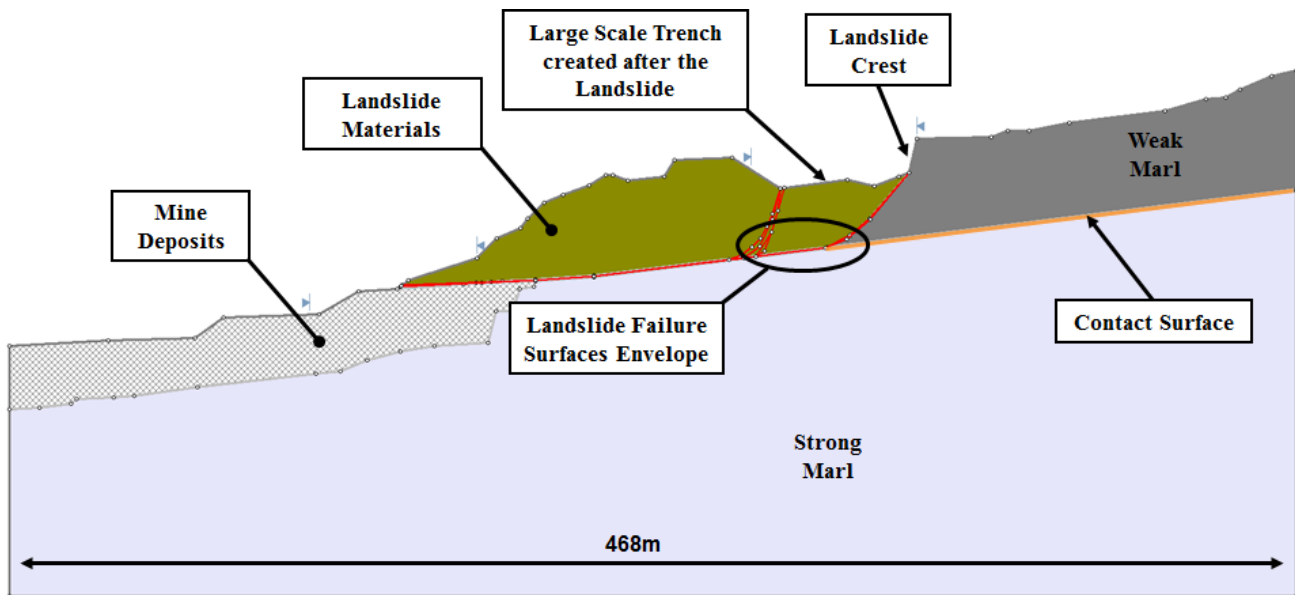 Large Scale Trench
created after the
Landslide
Landslide
Crest
Landslide
Materials
Weak
Marl
Mine
Deposits
Landslide Failure
Surfaces Envelope
Contact Surface
Strong
Marl
468m